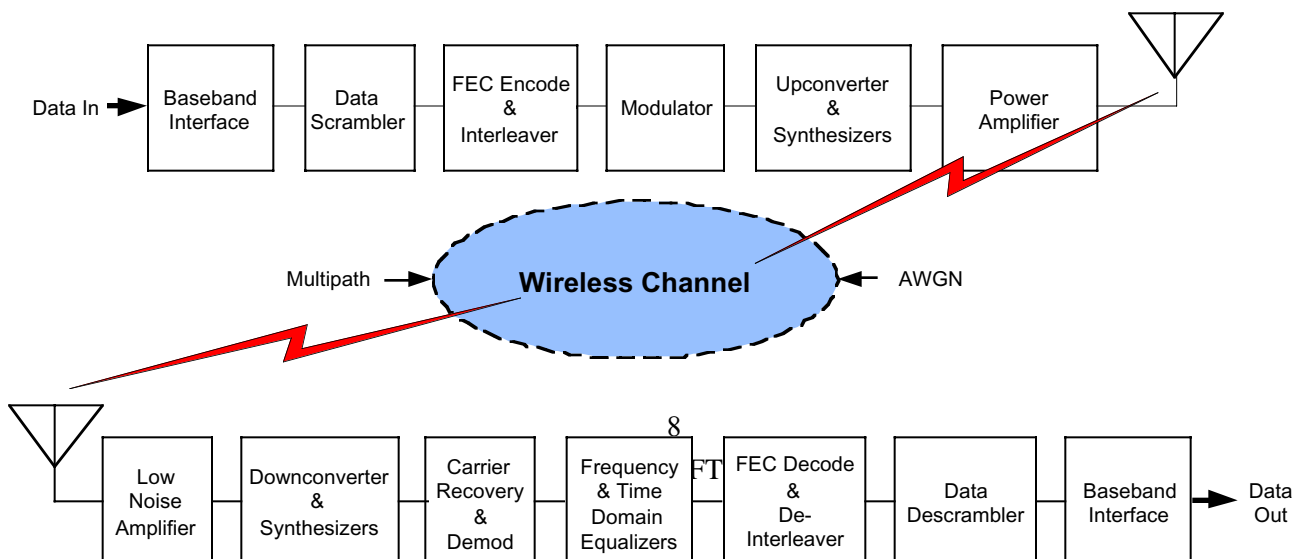 Data In
Baseband
Interface
Data
Scrambler
FEC Encode
&
Interleaver
Modulator
Upconverter
&
Synthesizers
Power
Amplifier
Multipath
Wireless Channel
AWGN
8
FT
Low
Noise
Amplifier
Downconverter
&
Synthesizers
Carrier
Recovery
&
Demod
Frequency
& Time
Domain
Equalizers
FEC Decode
&
De-
Interleaver
Data
Descrambler
Baseband
Interface
Data
Out